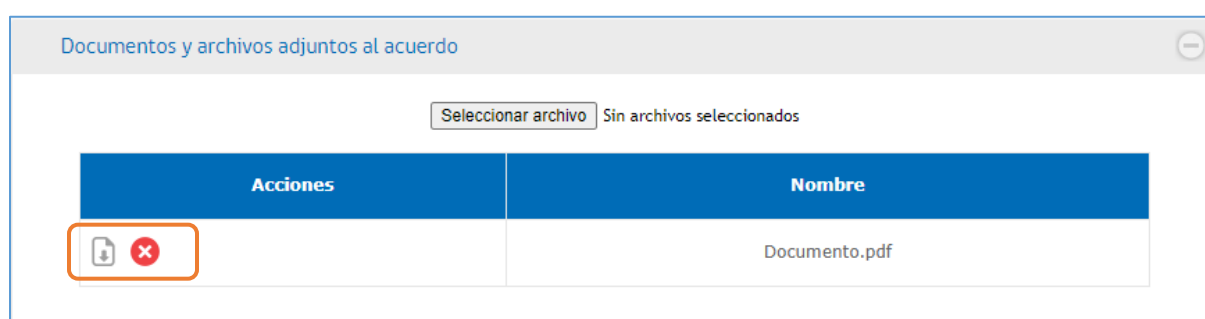 Documentos y archivos adjuntos al acuerdo
Seleccionar archivo Sin archivos seleccionados
Acciones Nombre
Documento.pdf